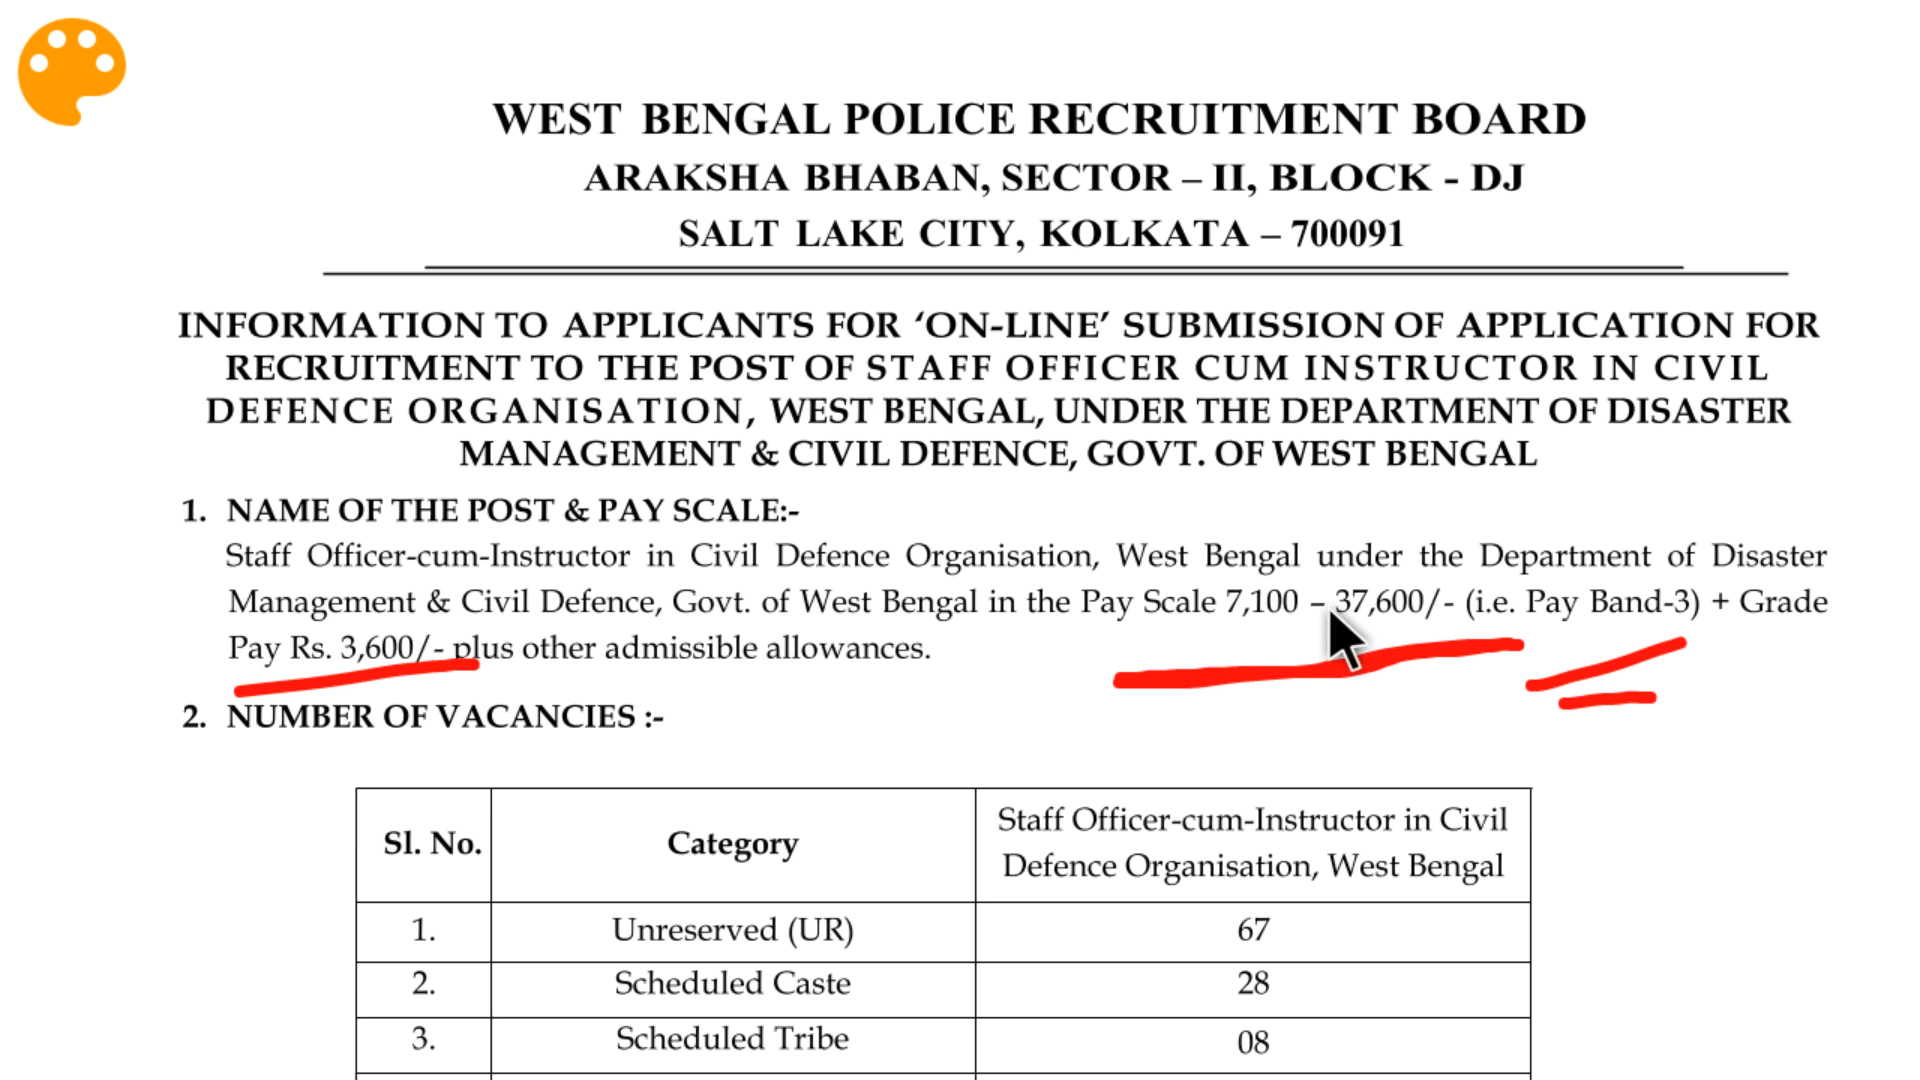 WEST BENGAL POLICE RECRUITMENT BOARD
ARAKSHA BHABAN, SECTOR – II, BLOCK - DJ
SALT LAKE CITY, KOLKATA – 700091
INFORMATION TO APPLICANTS FOR ‘ON-LINE’ SUBMISSION OF APPLICATION FOR
RECRUITMENT TO THE POST OF STAFF OFFICER CUM INSTRUCTOR IN CIVIL
DEFENCE ORGANISATION, WEST BENGAL, UNDER THE DEPARTMENT OF DISASTER
MANAGEMENT & CIVIL DEFENCE, GOVT. OF WEST BENGAL
1. NAME OF THE POST & PAY SCALE:-
Staff Officer-cum-Instructor in Civil Defence Organisation, West Bengal under the Department of Disaster
Management & Civil Defence, Govt. of West Bengal in the Pay Scale 7,100 – 37,600/- (i.e. Pay Band-3) + Grade
Pay Rs. 3,600/- plus other admissible allowances.
2. NUMBER OF VACANCIES :-
Sl. No. Category Staff Officer-cum-Instructor in Civil
Defence Organisation, West Bengal
1. Unreserved (UR) 67
2. Scheduled Caste 28
3. Scheduled Tribe 08